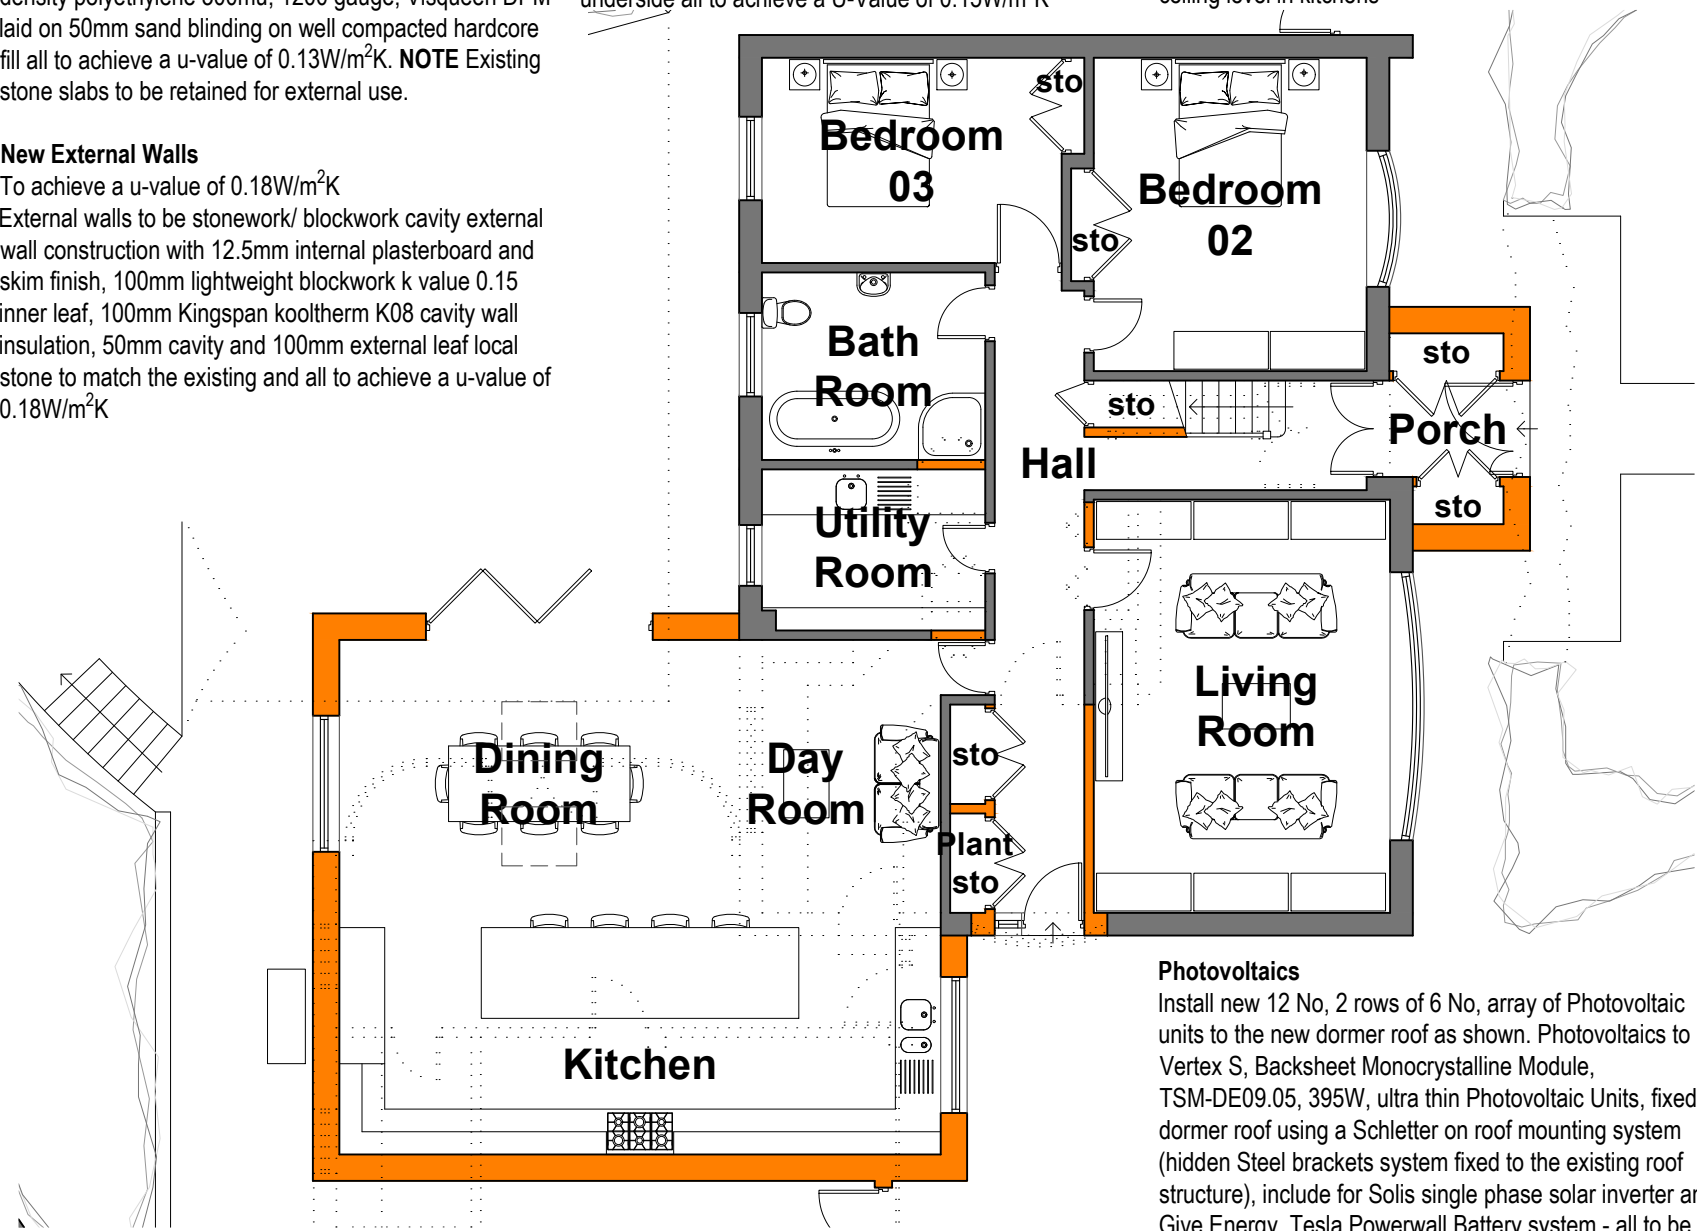 density polyethylene 300mu, 1200 gauge, Visqueen DPM
laid on 50mm sand blinding on well compacted hardcore
fill all to achieve a u-value of 0.13W/m²K. NOTE Existing
stone slabs to be retained for external use.
New External Walls
To achieve a u-value of 0.18W/m²K
External walls to be stonework/ blockwork cavity external
wall construction with 12.5mm internal plasterboard and
skim finish, 100mm lightweight blockwork k value 0.15
inner leaf, 100mm Kingspan kooltherm K08 cavity wall
insulation, 50mm cavity and 100mm external leaf local
stone to match the existing and all to achieve a u-value of
0.18W/m²K
underside all to achieve a U-value of 0.15W/m²K
ceiling level in kitchens
sto
Bedroom
03
Bedroom
02
sto
Bath
Room
sto
sto
Porch
Hall
sto
Utility
Room
Living
Room
Dining
Room
Day
Room
sto
Plant
sto
Kitchen
Photovoltaics
Install new 12 No, 2 rows of 6 No, array of Photovoltaic
units to the new dormer roof as shown. Photovoltaics to
Vertex S, Backsheet Monocrystalline Module,
TSM-DE09.05, 395W, ultra thin Photovoltaic Units, fixed
dormer roof using a Schletter on roof mounting system
(hidden Steel brackets system fixed to the existing roof
structure), include for Solis single phase solar inverter
Give Energy, Tesla Powerwall Battery system - all to be